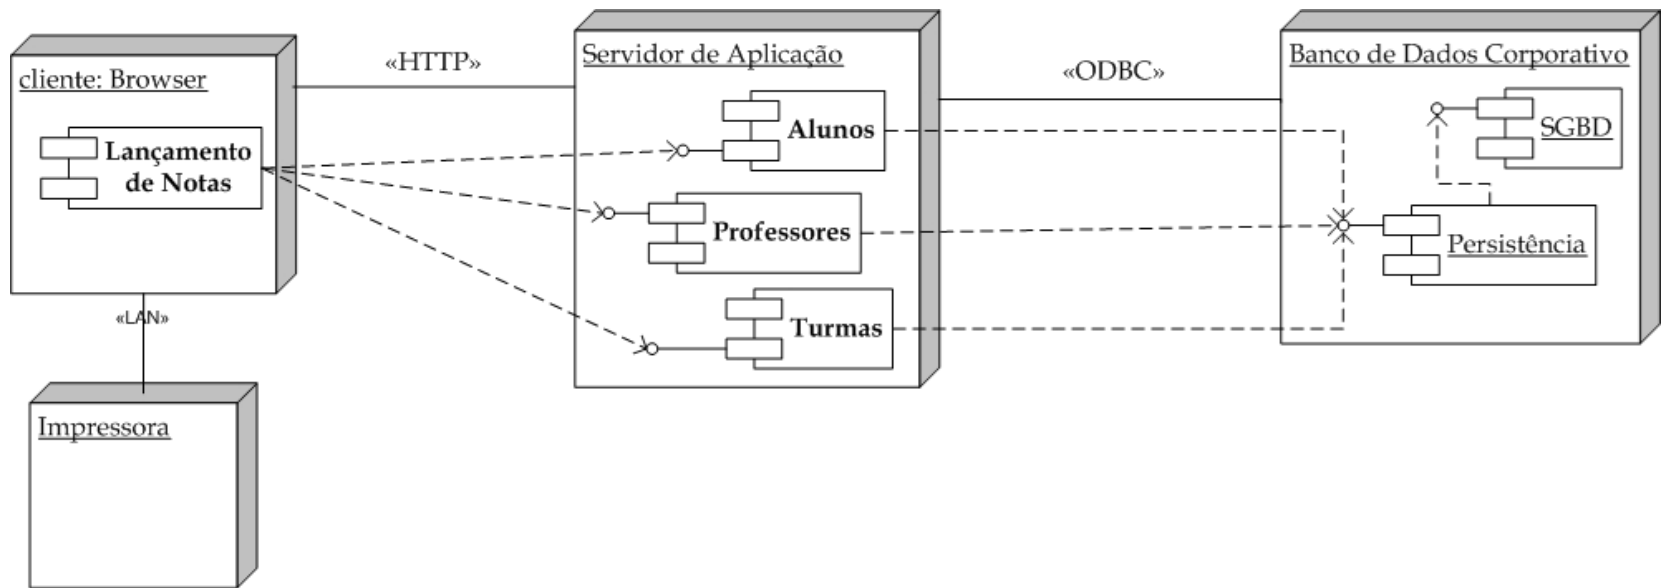 cliente: Browser
Lançamento
de Notas
«LAN»
Impressora
«HTTP»
Servidor de Aplicação
Alunos
Professores
Turmas
«ODBC»
Banco de Dados Corporativo
SGBD
Persistência